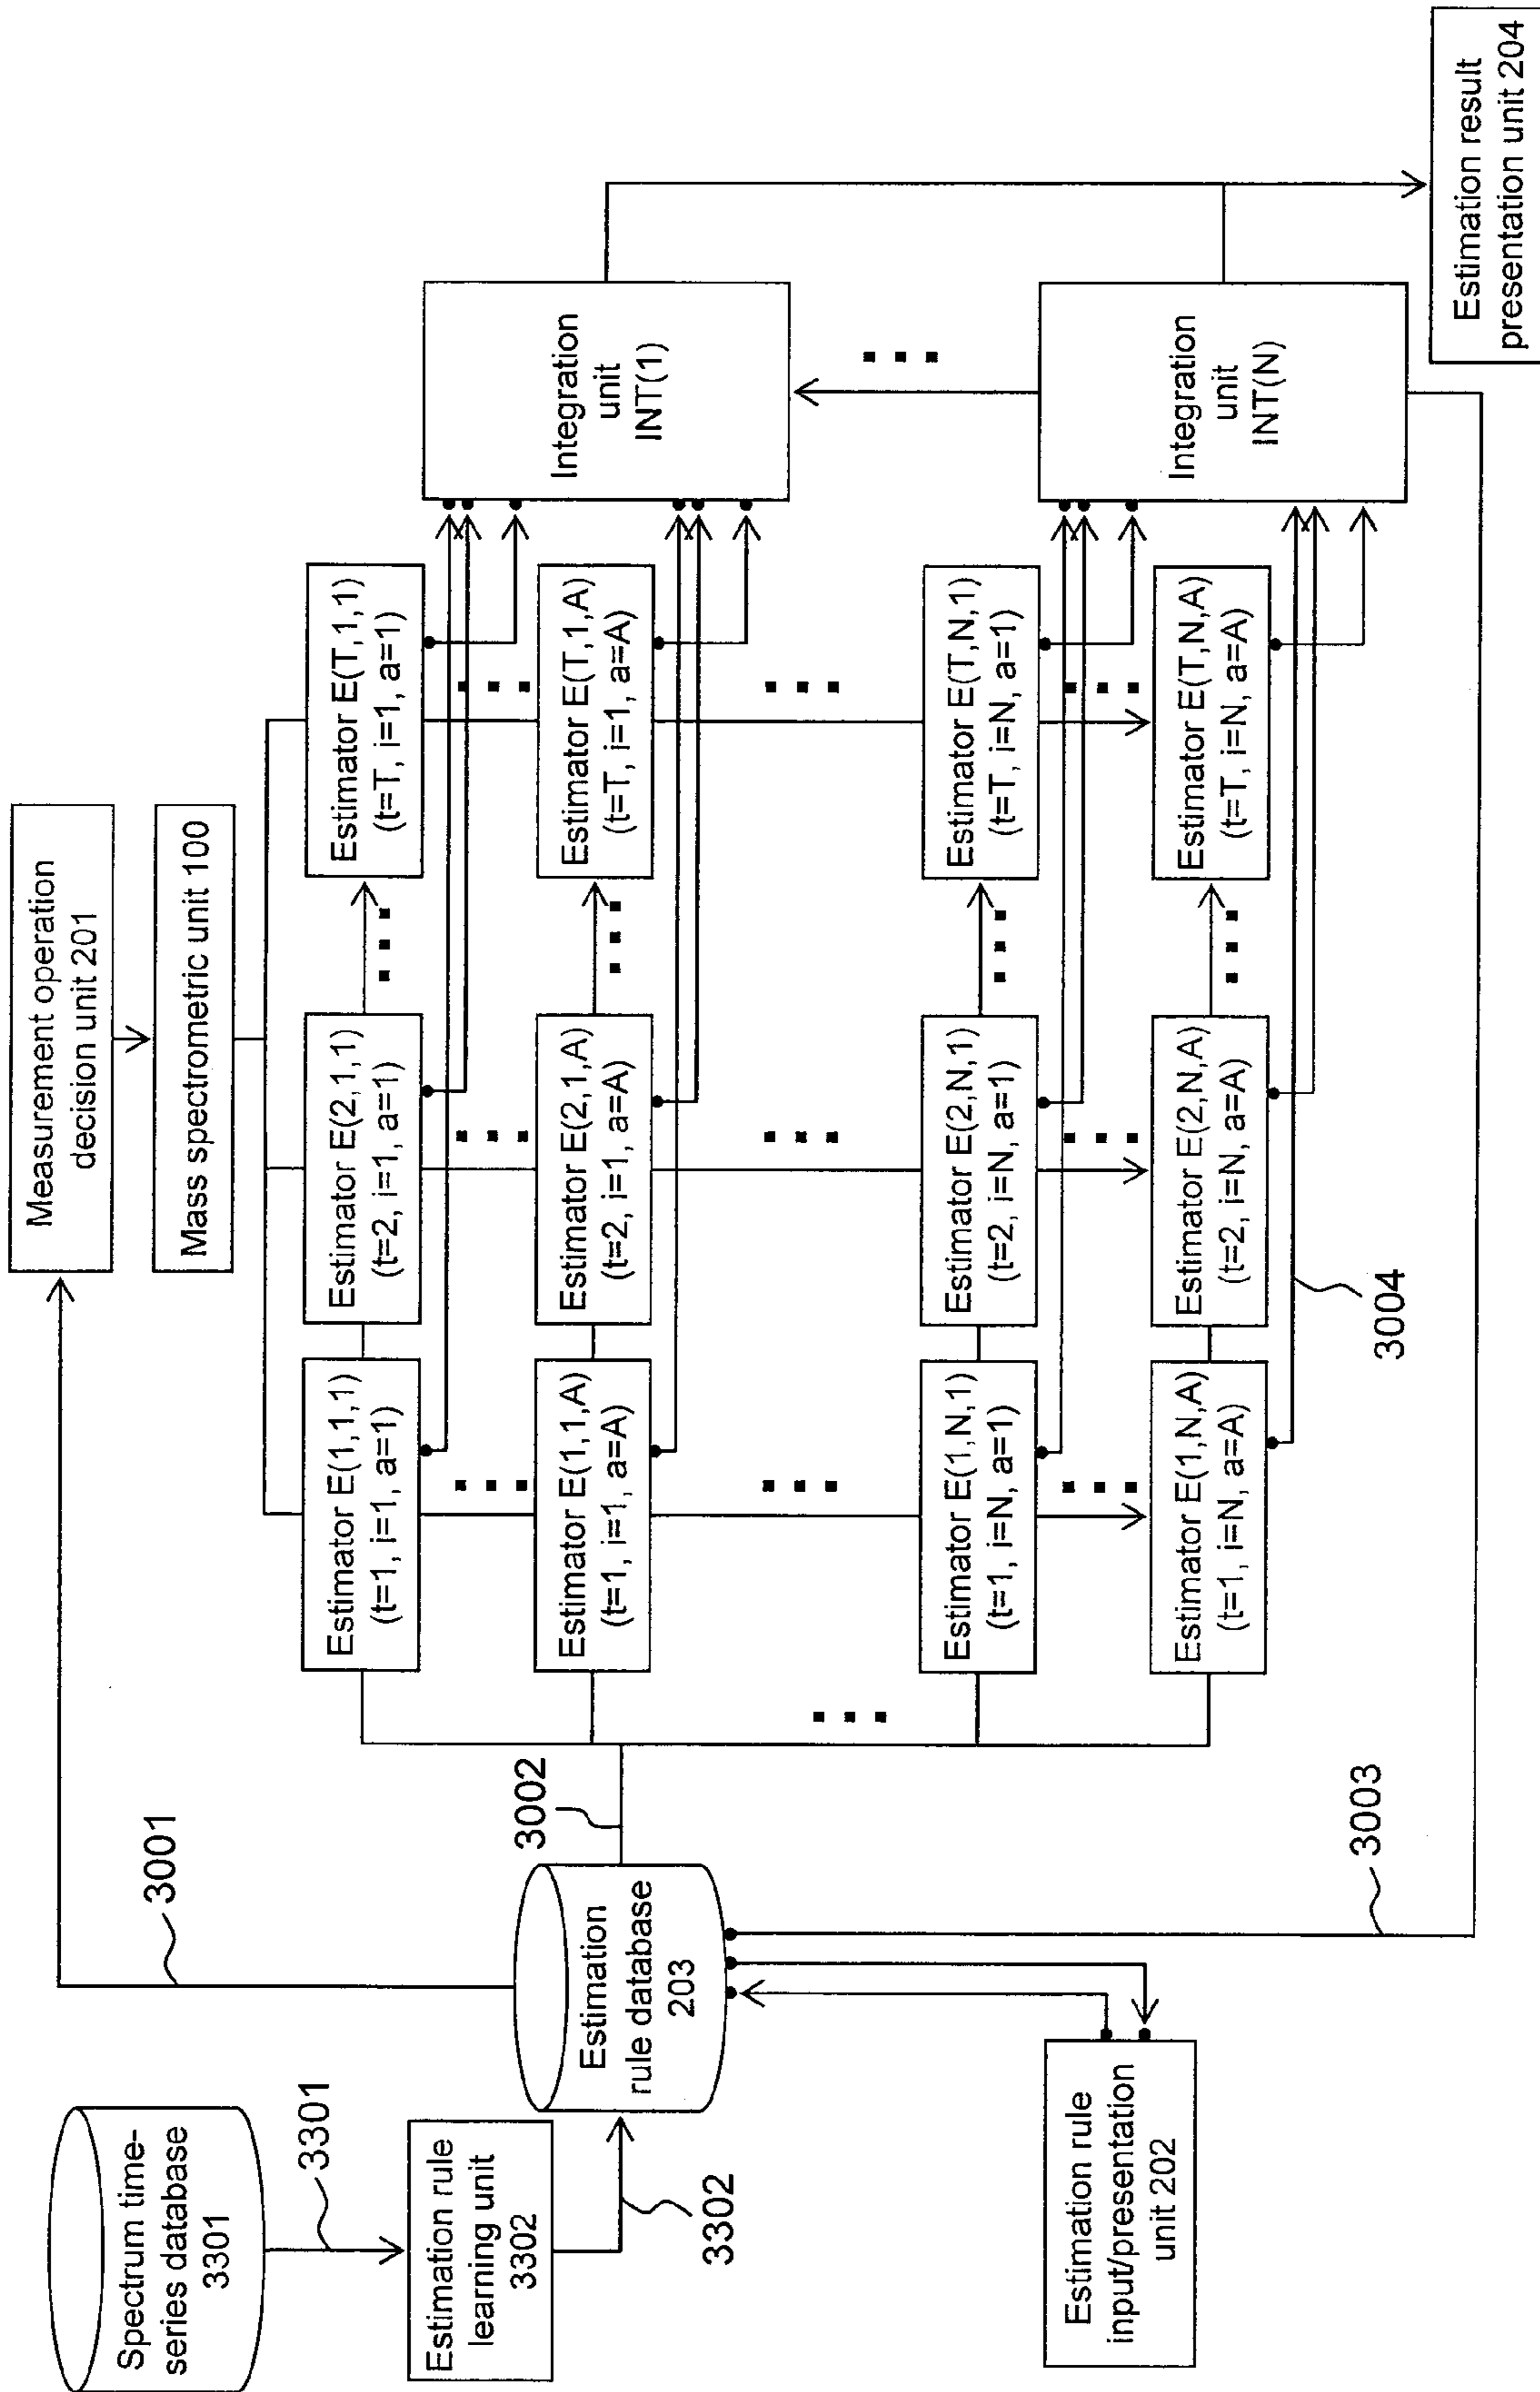 Spectrum time-
series database
3301
3301
Estimation rule
learning unit
3302
3302
3001
Estimation
rule database
203
3002
3003
Estimation rule
input/presentation
unit 202
Measurement operation
decision unit 201
Mass spectrometric unit 100
Estimator E(1,1,1)
(t=1, i=1, a=1)
Estimator E(2,1,1)
(t=2, i=1, a=1)
Estimator E(T,1,1)
(t=T, i=1, a=1)
Estimator E(1,1,A)
(t=1, i=1, a=A)
Estimator E(2,1,A)
(t=2, i=1, a=A)
Estimator E(T,1,A)
(t=T, i=1, a=A)
Estimator E(1,N,1)
(t=1, i=N, a=1)
Estimator E(2,N,1)
(t=2, i=N, a=1)
Estimator E(T,N,1)
(t=T, i=N, a=1)
Estimator E(1,N,A)
(t=1, i=N, a=A)
Estimator E(2,N,A)
(t=2, i=N, a=A)
Estimator E(T,N,A)
(t=T, i=N, a=A)
3004
Integration
unit
INT(1)
Integration
unit
INT(N)
Estimation result
presentation unit 204